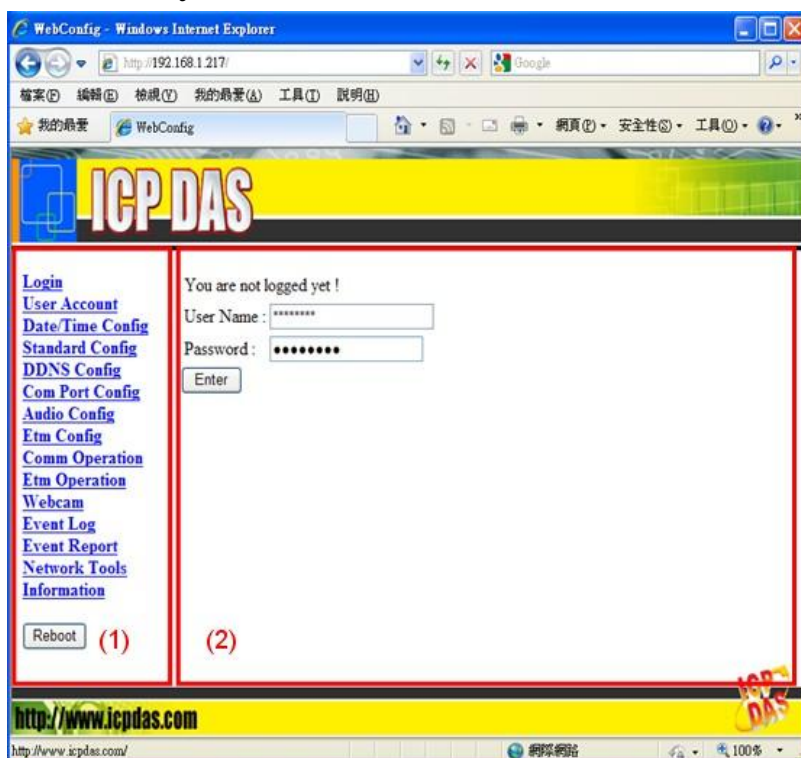 WebConfig - Windows Internet Explorer
http://192.168.1.217/
Google
檔案(F) 編輯(E) 檢視(V) 我的最愛(A) 工具(T) 說明(H)
我的最愛 WebConfig 網頁(P) 安全性(S) 工具(O)
ICP DAS
Login
User Account
Date/Time Config
Standard Config
DDNS Config
Com Port Config
Audio Config
Etm Config
Comm Operation
Etm Operation
Webcam
Event Log
Event Report
Network Tools
Information
Reboot (1)
You are not logged yet !
User Name : ********
Password : ●●●●●●●●
Enter
(2)
http://www.icpdas.com
ICP DAS
http://www.icpdas.com/ 網際網路 100%